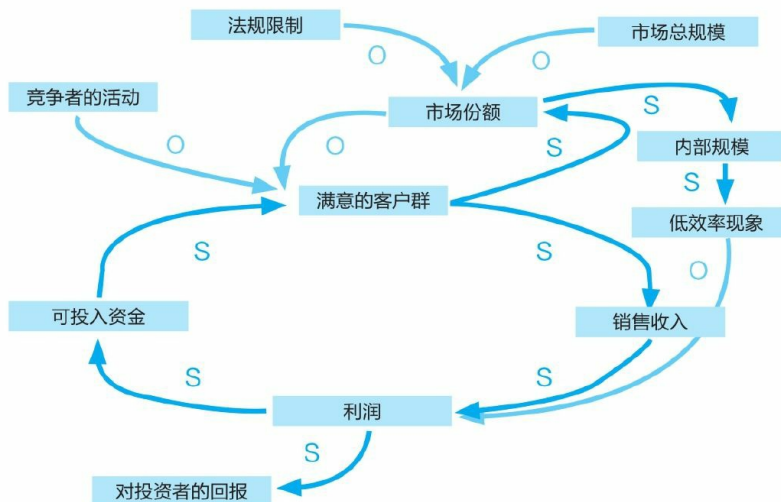 法规限制
市场总规模
O
O
竞争者的活动
市场份额
S
O
O
S
内部规模
S
满意的客户群
低效率现象
S
S
O
可投入资金
销售收入
S
S
利润
S
对投资者的回报